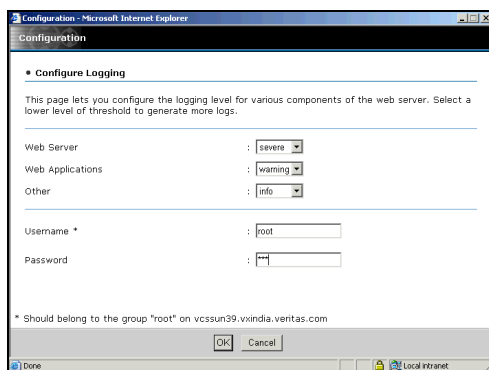 Configuration - Microsoft Internet Explorer
Configuration
• Configure Logging
This page lets you configure the logging level for various components of the web server. Select a
lower level of threshold to generate more logs.
Web Server : severe
Web Applications : warning
Other : info
Username * : root
Password : ***
* Should belong to the group "root" on vcssun39.vxindia.veritas.com
OK Cancel
Done Local intranet